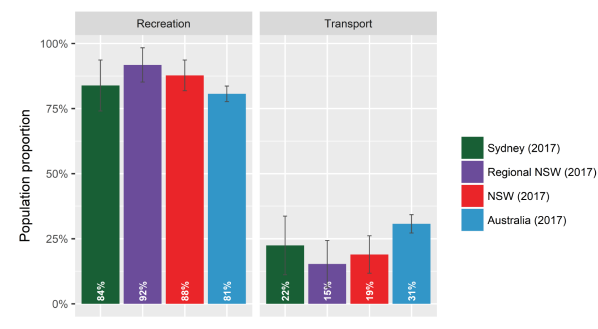 Recreation
Transport
100%
75%
50%
25%
0%
Population proportion
84%
92%
88%
81%
22%
15%
19%
31%
Sydney (2017)
Regional NSW (2017)
NSW (2017)
Australia (2017)